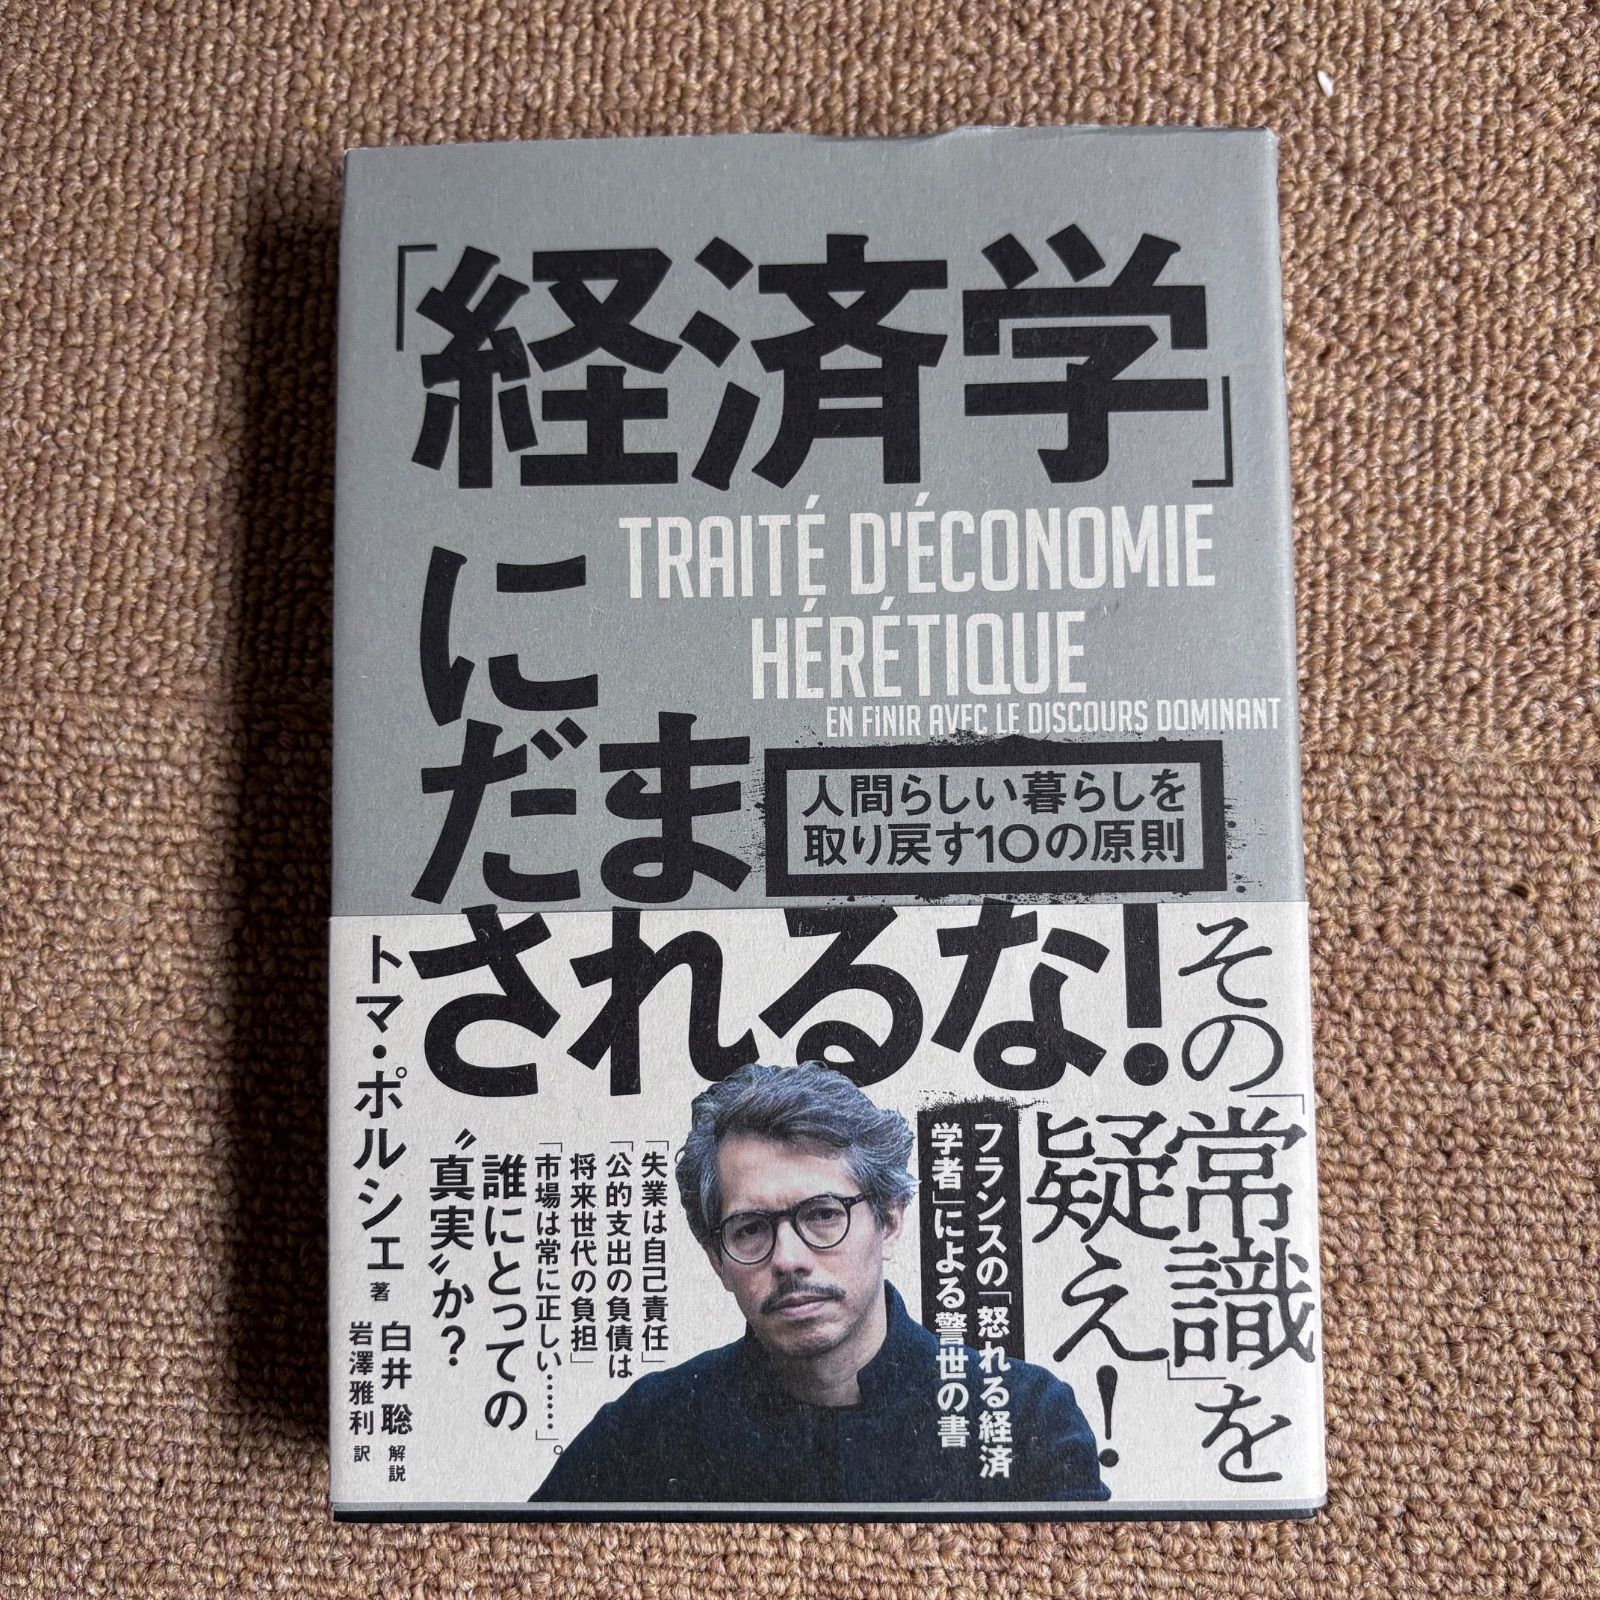 「経済学」
に
だま
されるな!
TRAITÉ D'ÉCONOMIE
HÉRÉTIQUE
EN FINIR AVEC LE DISCOURS DOMINANT
人間らしい暮らしを
取り戻す10の原則
その「常識」を
疑え!
フランスの「怒れる経済
学者」による警世の書
「失業は自己責任」
「公的支出の負債は
将来世代の負担」
「市場は常に正しい……」。
誰にとっての
“真実”か?
トマ・ポルシェ 著
白井 聡 解説
岩澤雅利 訳